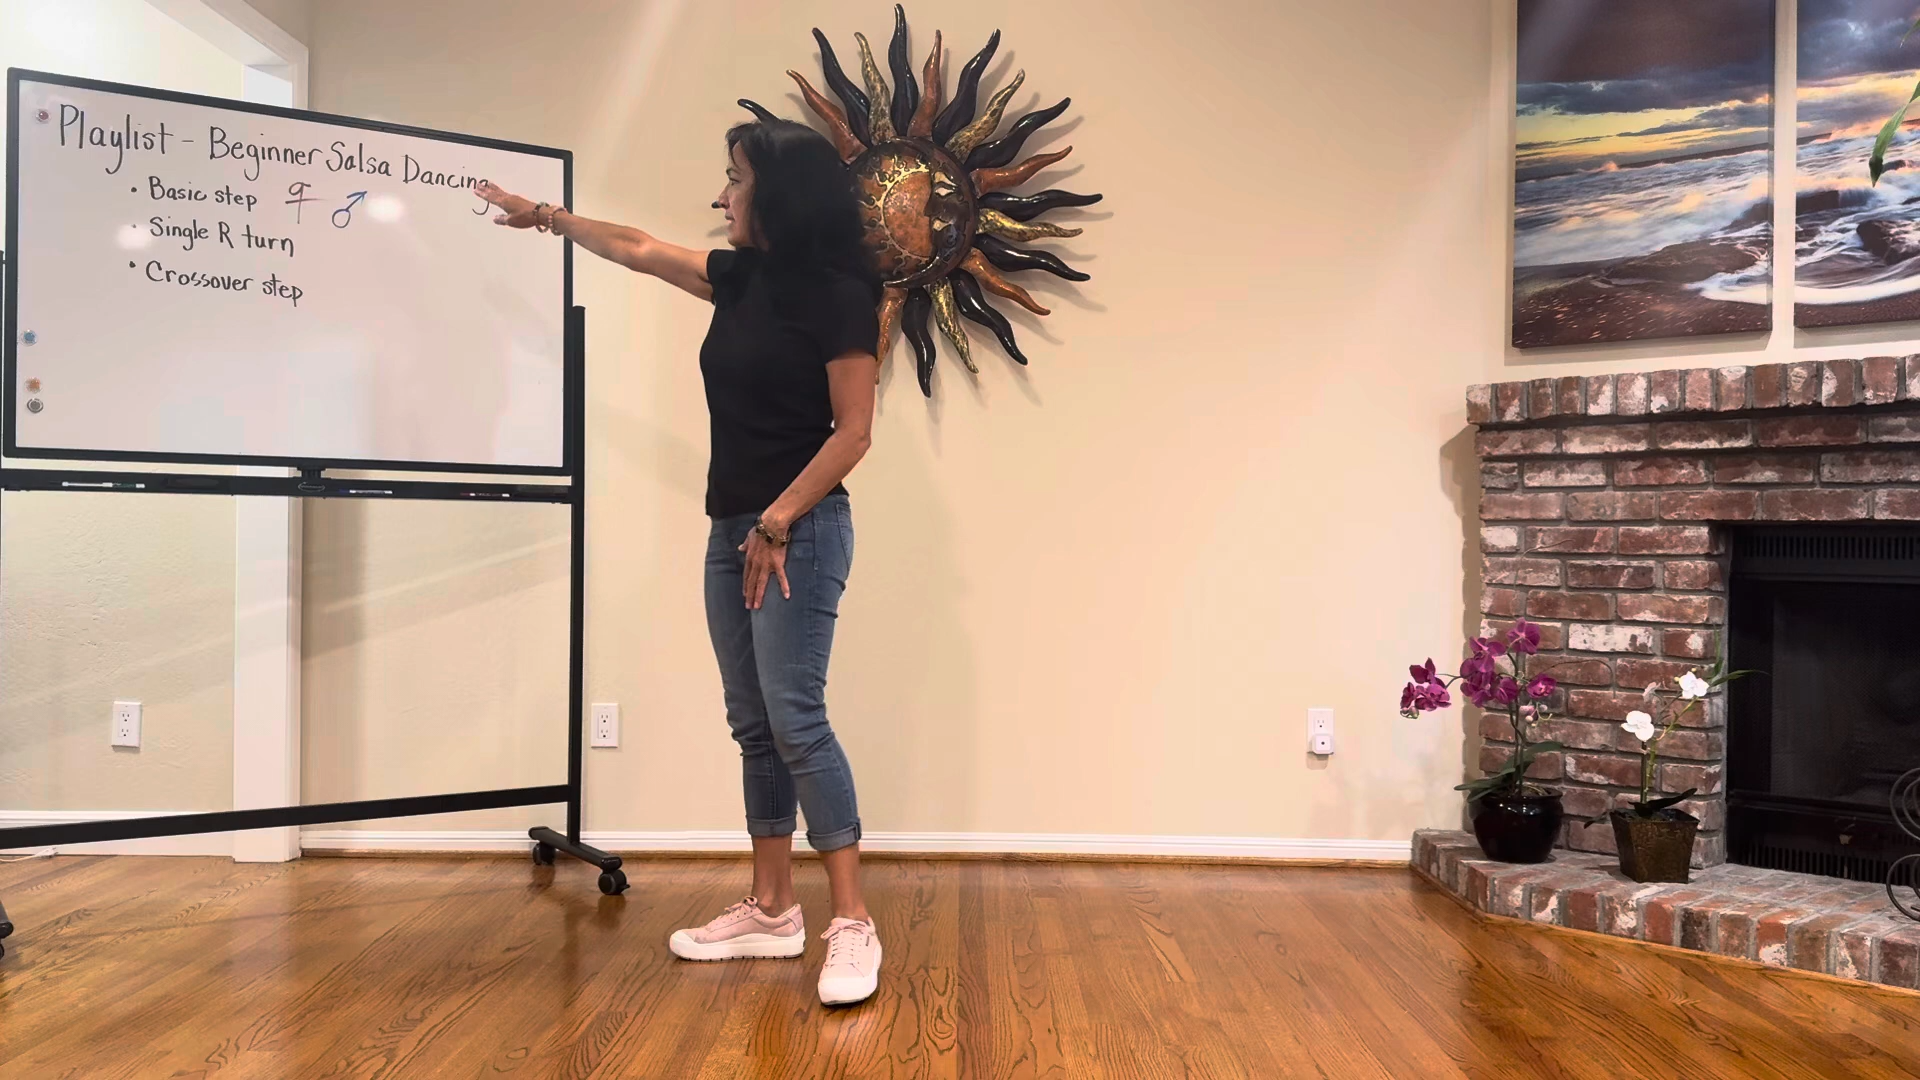 Playlist - Beginner Salsa Dancing
• Basic step ♀ ♂
• Single R turn
• Crossover step